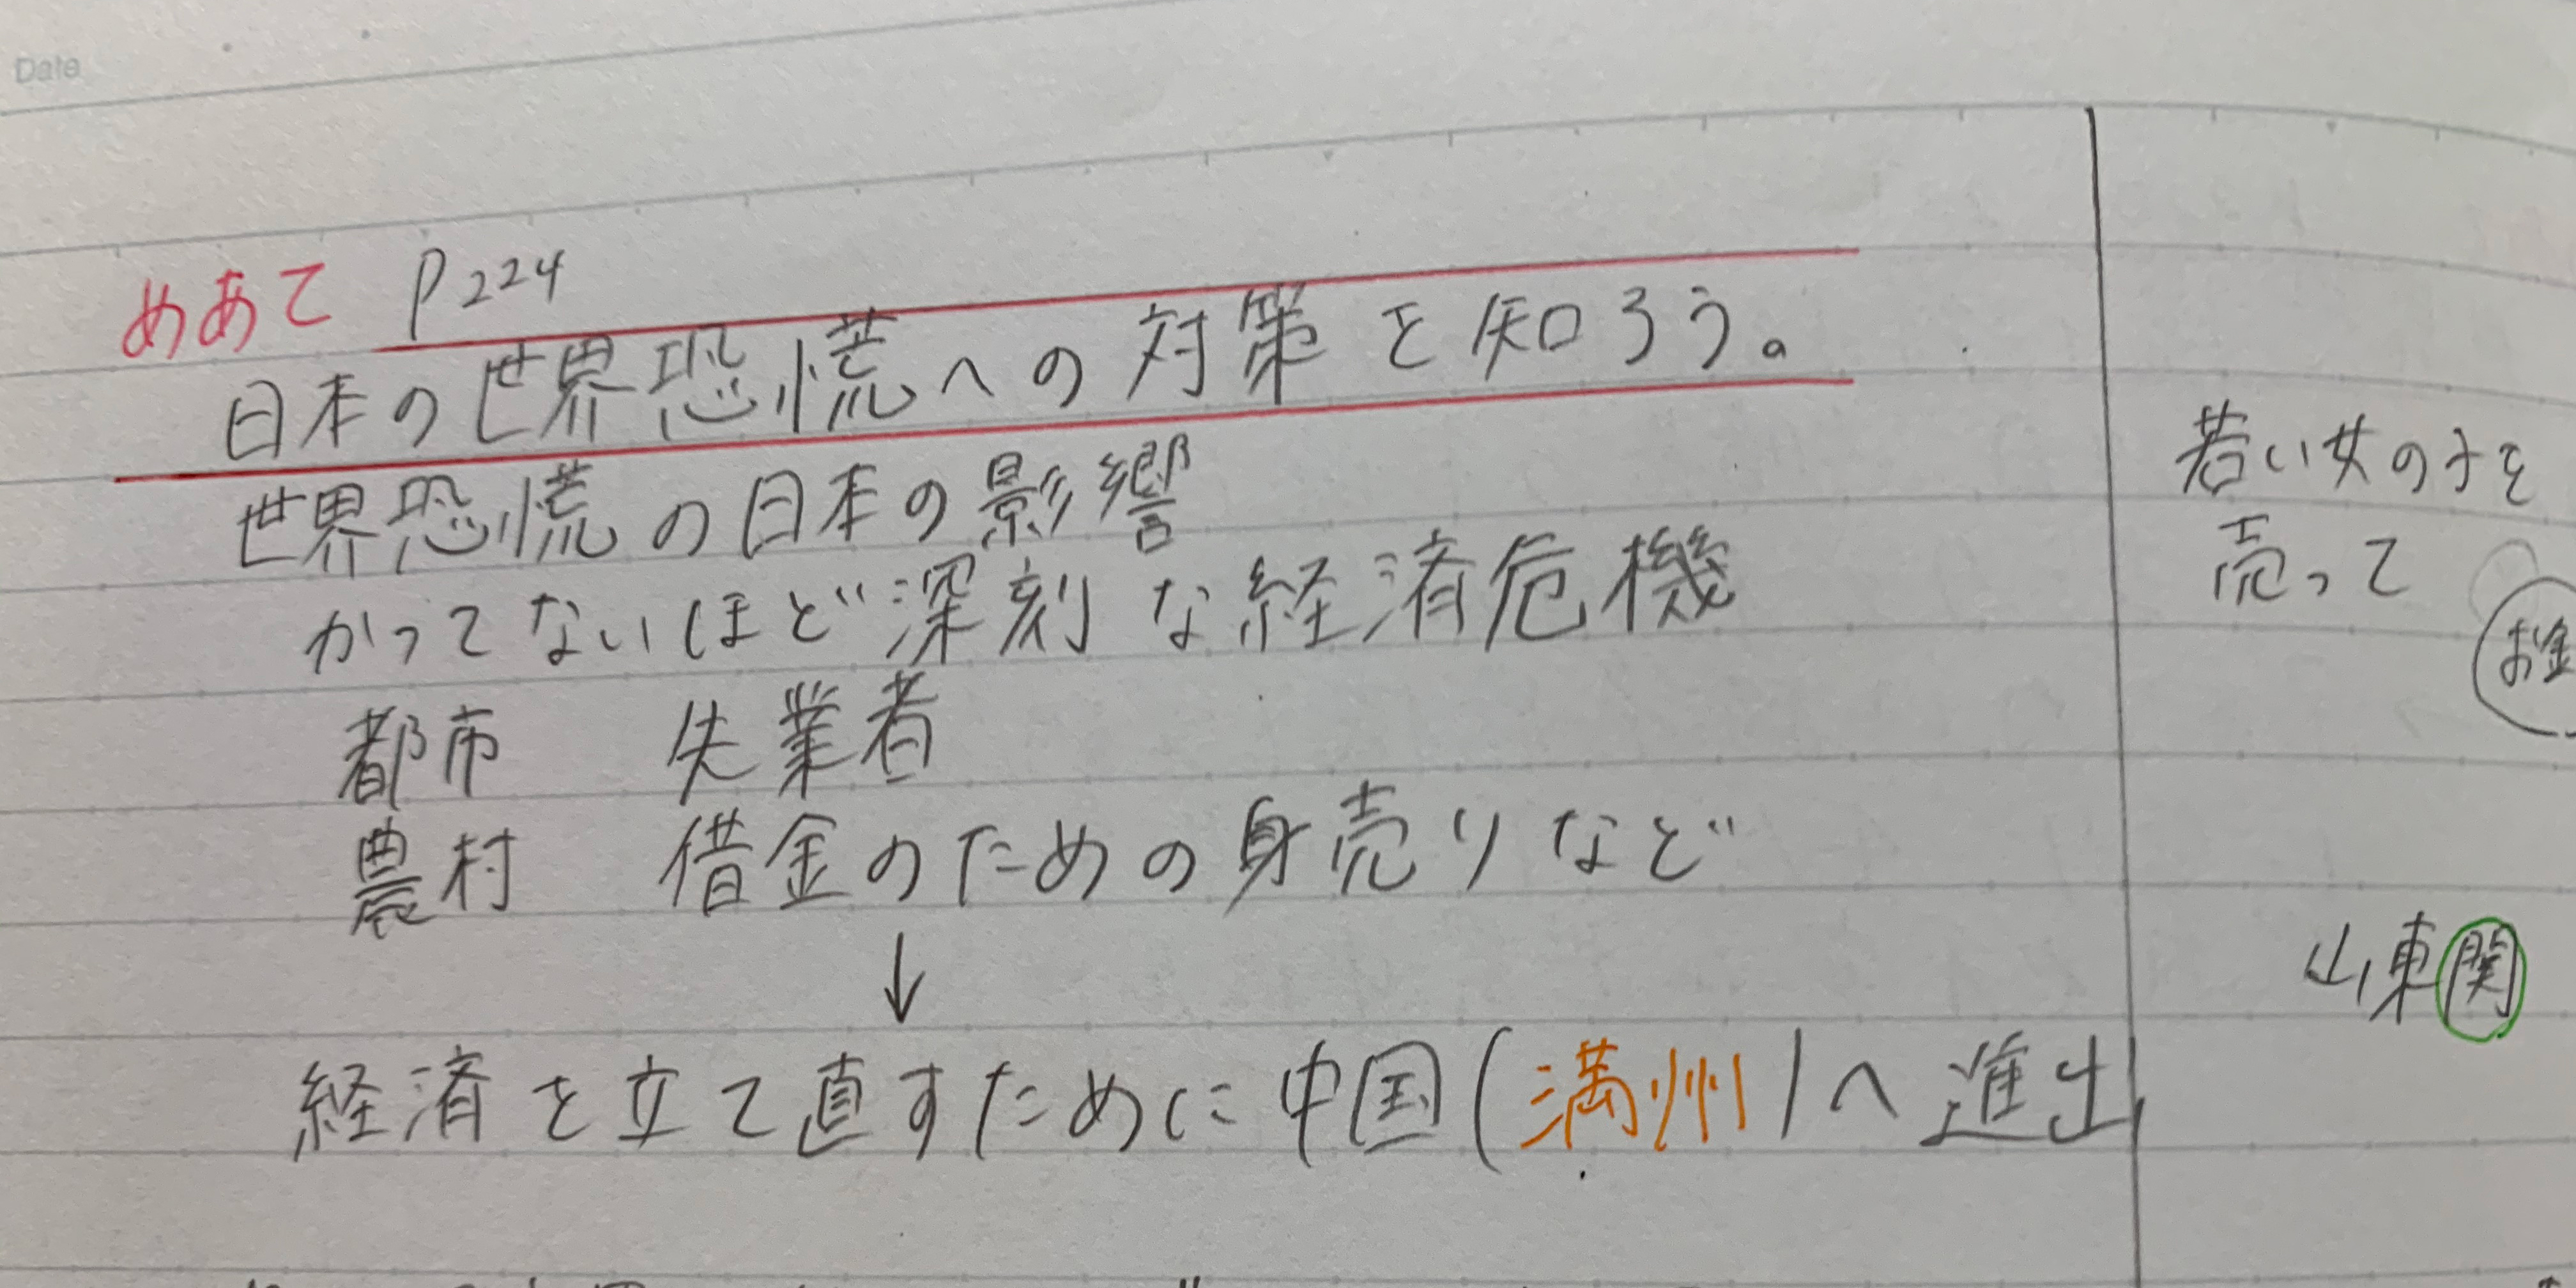 Date
めあて P224
日本の世界恐慌への対策を知ろう。
世界恐慌の日本の影響
かつてないほど深刻な経済危機
都市 失業者
農村 借金のための身売りなど
↓
経済を立て直すために中国(満州)へ進出
若い女の子を
売って
お金
山東関